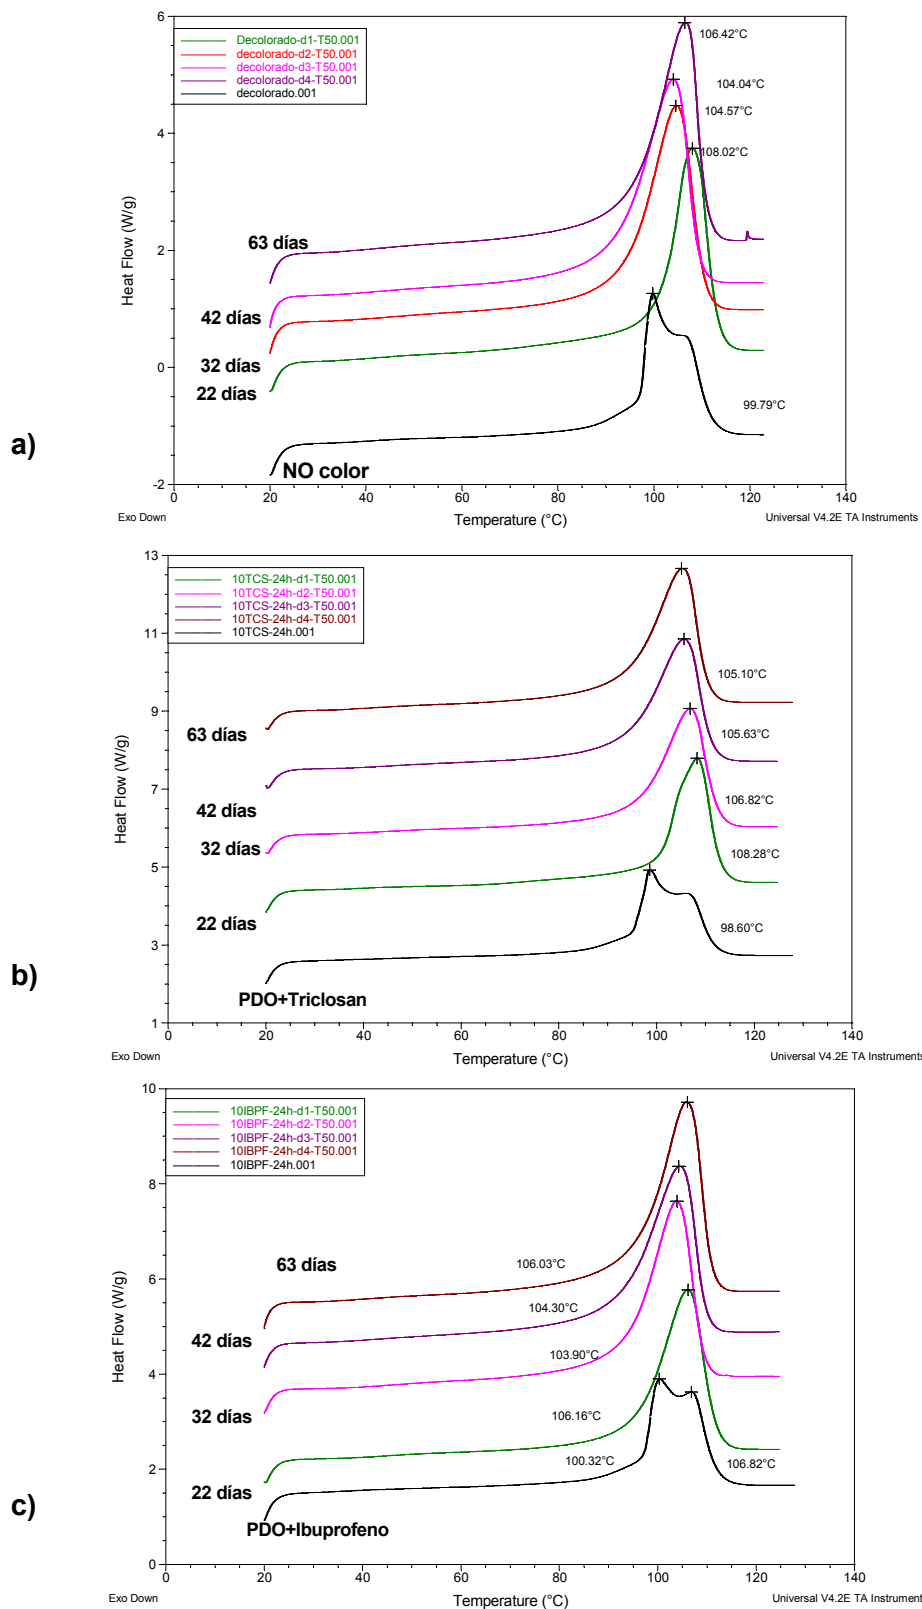 a)
Decolorado-d1-T50.001
decolorado-d2-T50.001
decolorado-d3-T50.001
decolorado-d4-T50.001
decolorado.001
106.42°C
104.04°C
104.57°C
108.02°C
99.79°C
63 días
42 días
32 días
22 días
NO color
Heat Flow (W/g)
6
4
2
0
-2
0
20
40
60
80
100
120
140
Exo Down
Temperature (°C)
Universal V4.2E TA Instruments
b)
10TCS-24h-d1-T50.001
10TCS-24h-d2-T50.001
10TCS-24h-d3-T50.001
10TCS-24h-d4-T50.001
10TCS-24h.001
105.10°C
105.63°C
106.82°C
108.28°C
98.60°C
63 días
42 días
32 días
22 días
PDO+Triclosan
Heat Flow (W/g)
13
11
9
7
5
3
1
0
20
40
60
80
100
120
140
Exo Down
Temperature (°C)
Universal V4.2E TA Instruments
c)
10IBPF-24h-d1-T50.001
10IBPF-24h-d2-T50.001
10IBPF-24h-d3-T50.001
10IBPF-24h-d4-T50.001
10IBPF-24h.001
106.03°C
104.30°C
103.90°C
106.16°C
100.32°C
106.82°C
63 días
42 días
32 días
22 días
PDO+Ibuprofeno
Heat Flow (W/g)
10
8
6
4
2
0
0
20
40
60
80
100
120
140
Exo Down
Temperature (°C)
Universal V4.2E TA Instrument